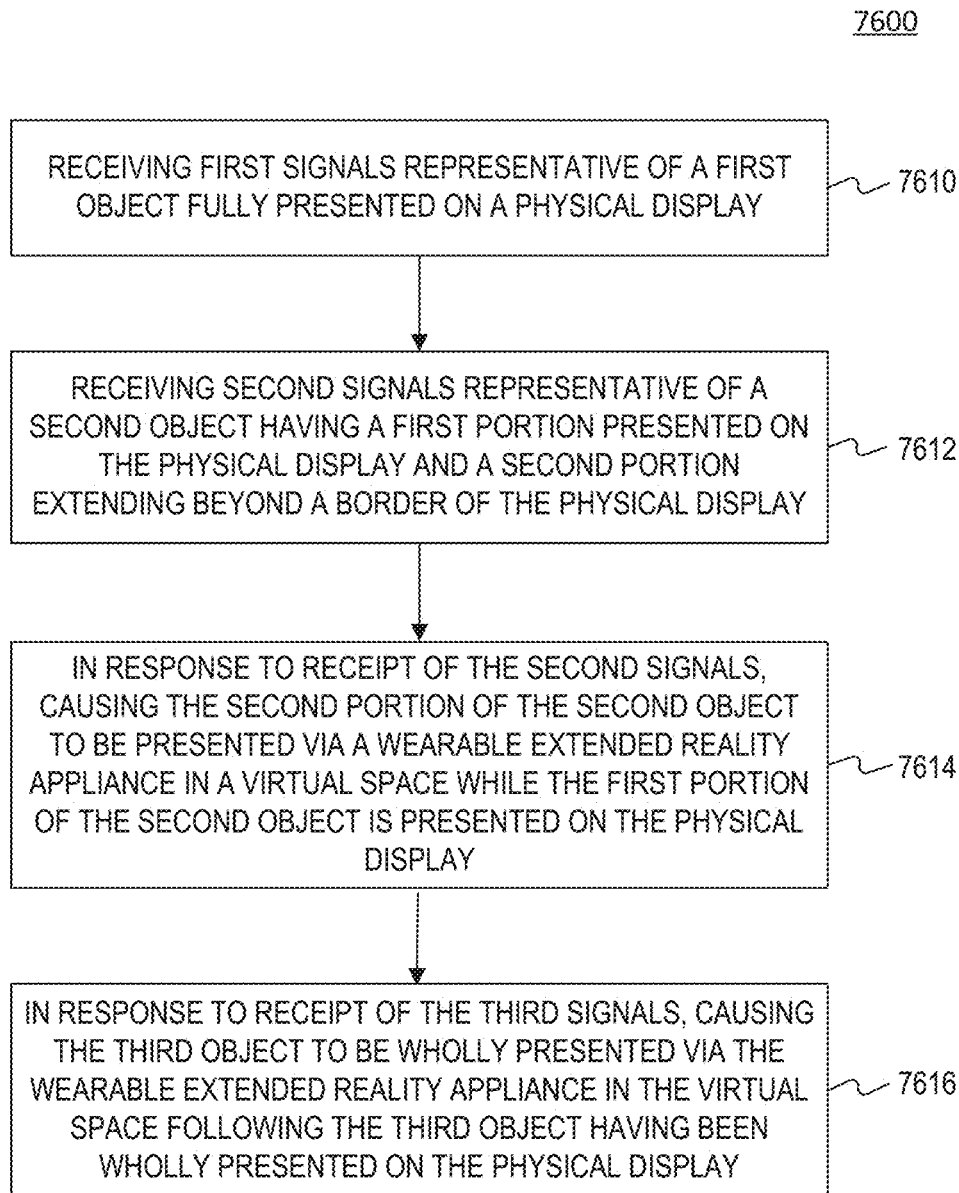 7600
RECEIVING FIRST SIGNALS REPRESENTATIVE OF A FIRST
OBJECT FULLY PRESENTED ON A PHYSICAL DISPLAY
7610
RECEIVING SECOND SIGNALS REPRESENTATIVE OF A
SECOND OBJECT HAVING A FIRST PORTION PRESENTED ON
THE PHYSICAL DISPLAY AND A SECOND PORTION
EXTENDING BEYOND A BORDER OF THE PHYSICAL DISPLAY
7612
IN RESPONSE TO RECEIPT OF THE SECOND SIGNALS,
CAUSING THE SECOND PORTION OF THE SECOND OBJECT
TO BE PRESENTED VIA A WEARABLE EXTENDED REALITY
APPLIANCE IN A VIRTUAL SPACE WHILE THE FIRST PORTION
OF THE SECOND OBJECT IS PRESENTED ON THE PHYSICAL
DISPLAY
7614
IN RESPONSE TO RECEIPT OF THE THIRD SIGNALS, CAUSING
THE THIRD OBJECT TO BE WHOLLY PRESENTED VIA THE
WEARABLE EXTENDED REALITY APPLIANCE IN THE VIRTUAL
SPACE FOLLOWING THE THIRD OBJECT HAVING BEEN
WHOLLY PRESENTED ON THE PHYSICAL DISPLAY
7616